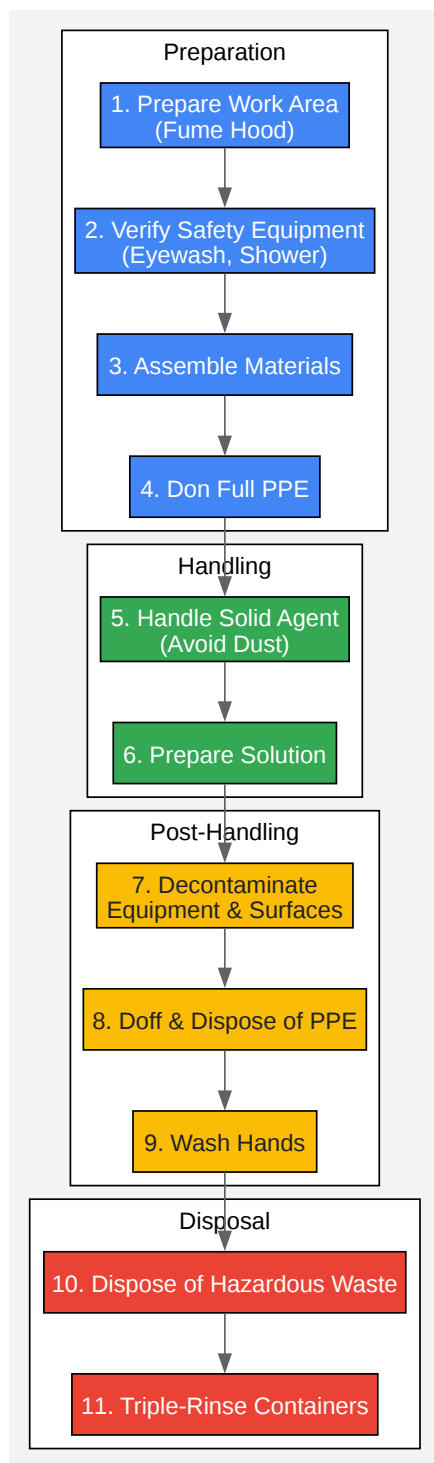 Preparation
1. Prepare Work Area
(Fume Hood)
2. Verify Safety Equipment
(Eyewash, Shower)
3. Assemble Materials
4. Don Full PPE
Handling
5. Handle Solid Agent
(Avoid Dust)
6. Prepare Solution
Post-Handling
7. Decontaminate
Equipment & Surfaces
8. Doff & Dispose of PPE
9. Wash Hands
Disposal
10. Dispose of Hazardous Waste
11. Triple-Rinse Containers